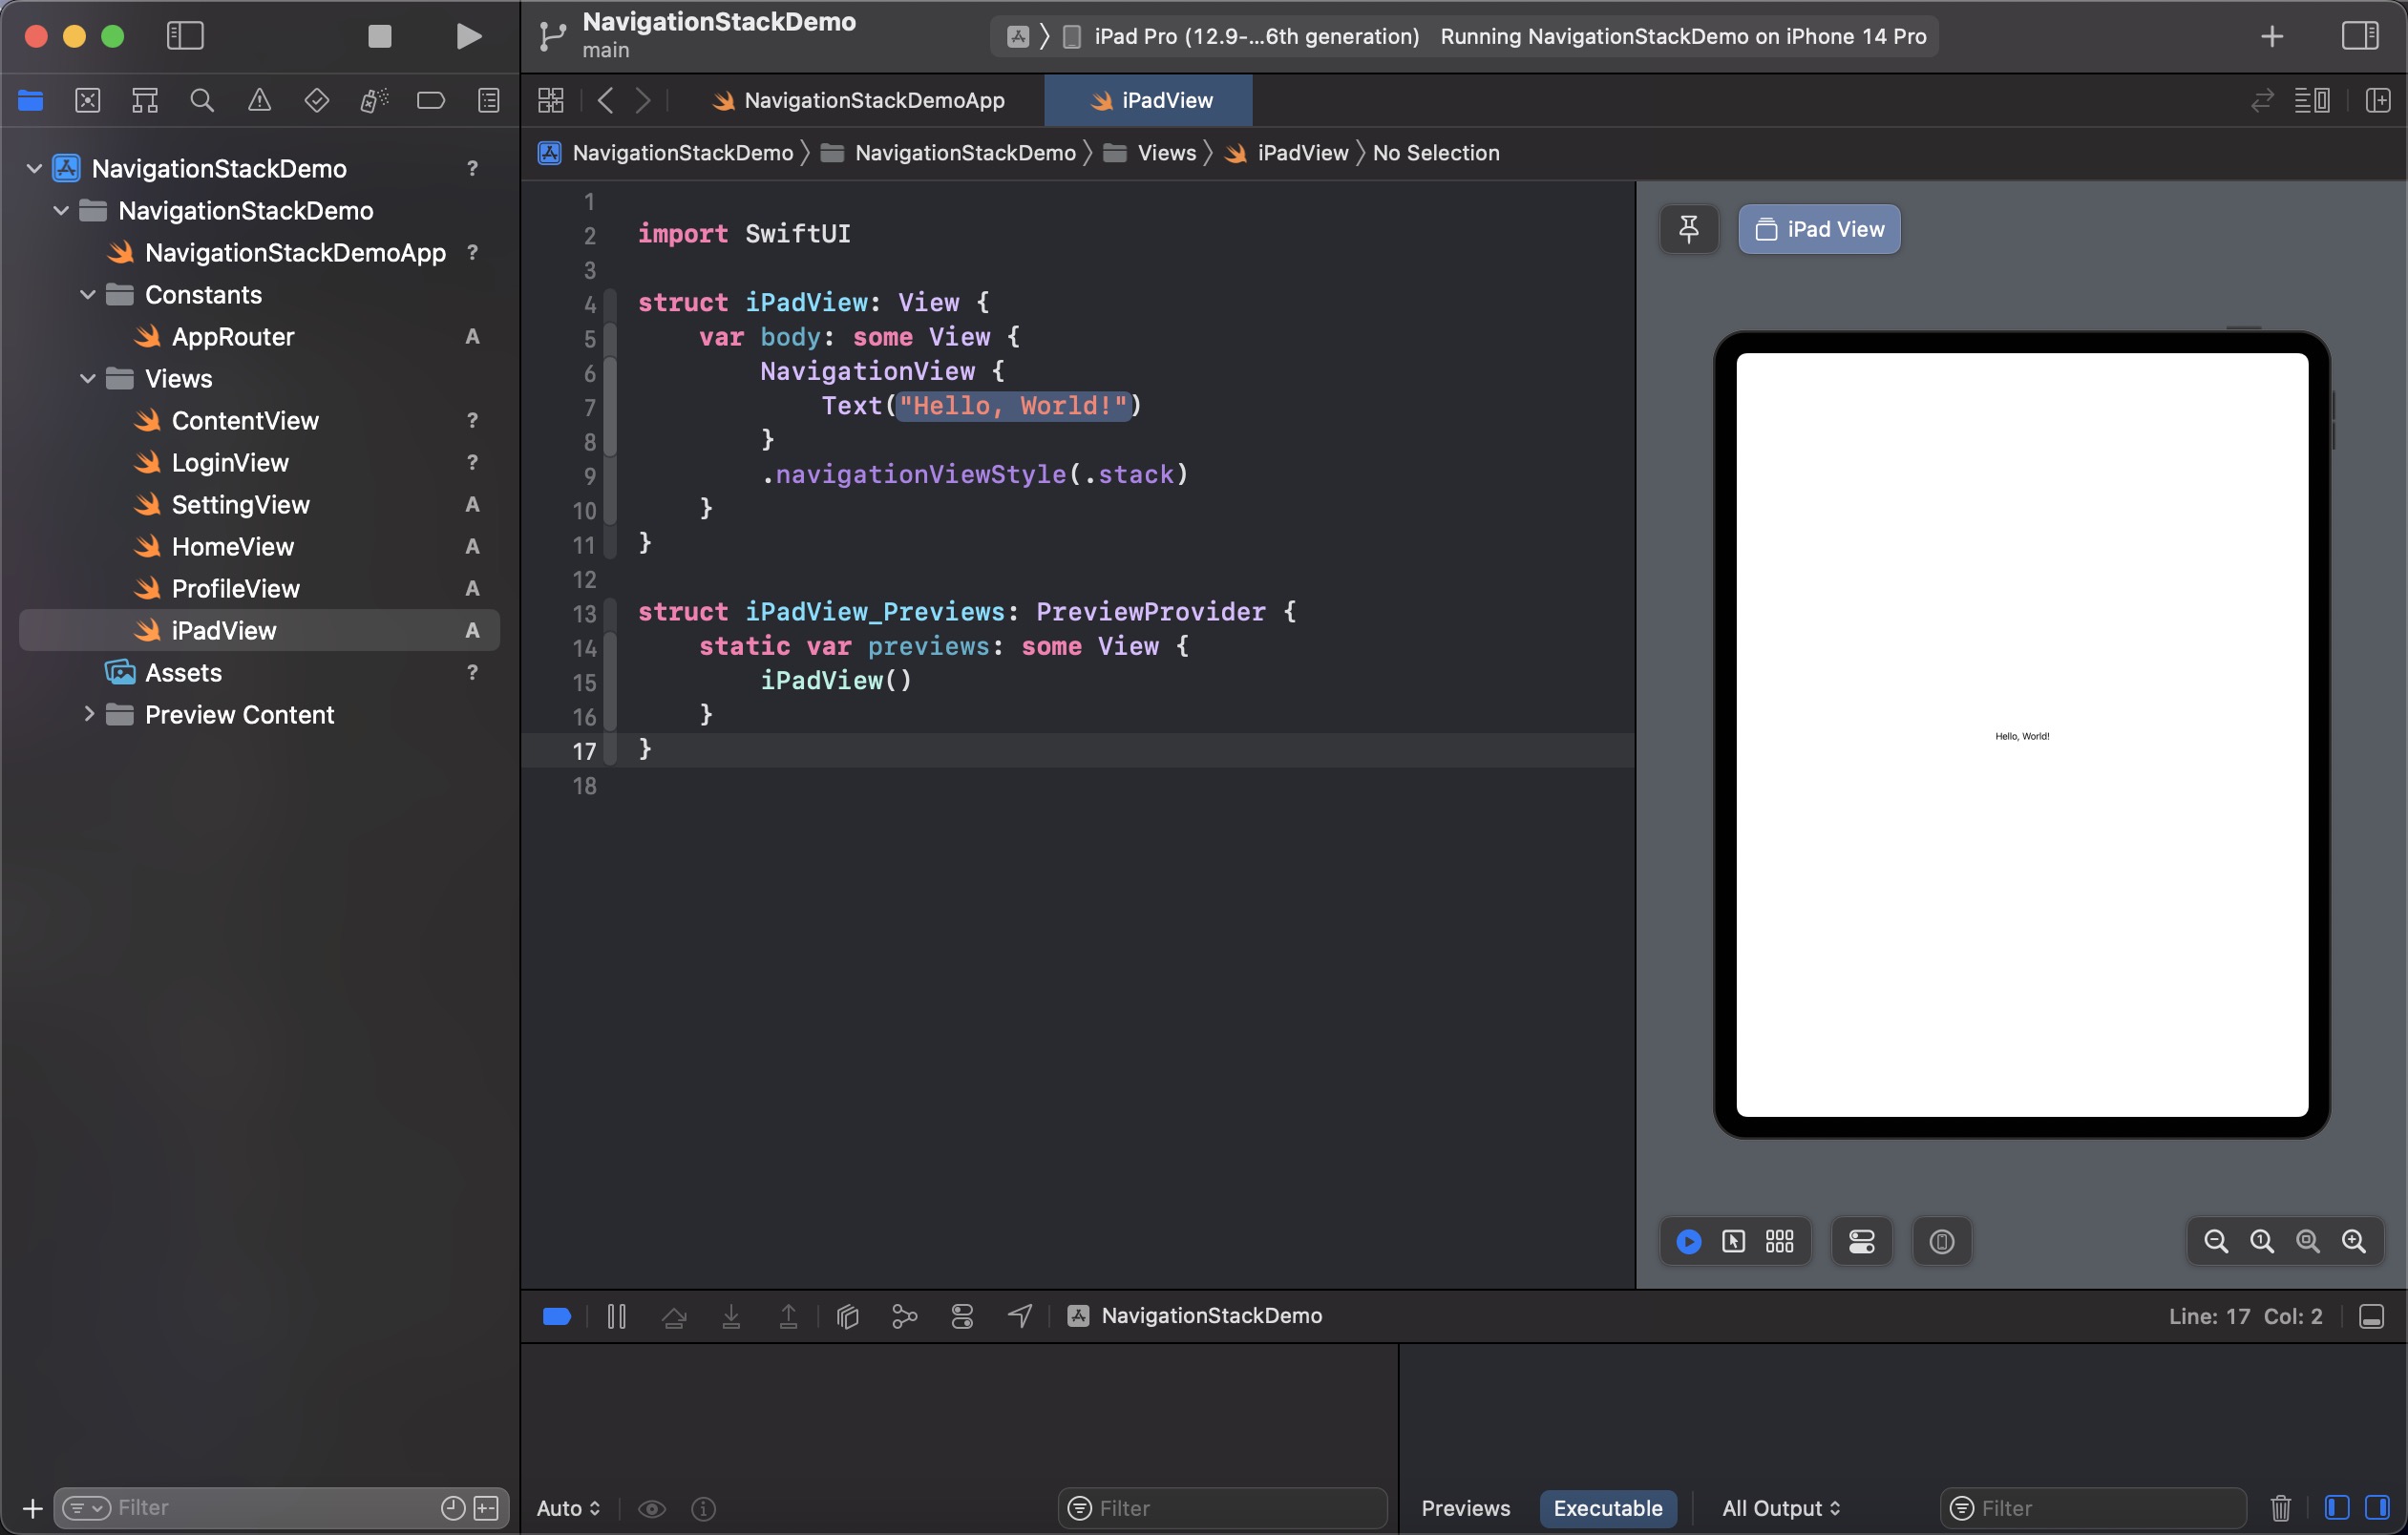 NavigationStackDemo
main
iPad Pro (12.9-...6th generation) Running NavigationStackDemo on iPhone 14 Pro
NavigationStackDemoApp iPadView
NavigationStackDemo NavigationStackDemo Views iPadView No Selection
NavigationStackDemo ?
NavigationStackDemo
NavigationStackDemoApp ?
Constants
AppRouter A
Views
ContentView ?
LoginView ?
SettingView A
HomeView A
ProfileView A
iPadView A
Assets ?
Preview Content
Filter
1
2 import SwiftUI
3
4 struct iPadView: View {
5 var body: some View {
6 NavigationView {
7 Text("Hello, World!")
8 }
9 .navigationViewStyle(.stack)
10 }
11 }
12
13 struct iPadView_Previews: PreviewProvider {
14 static var previews: some View {
15 iPadView()
16 }
17 }
18
iPad View
Hello, World!
NavigationStackDemo
Line: 17 Col: 2
Auto
Filter
Previews Executable All Output
Filter